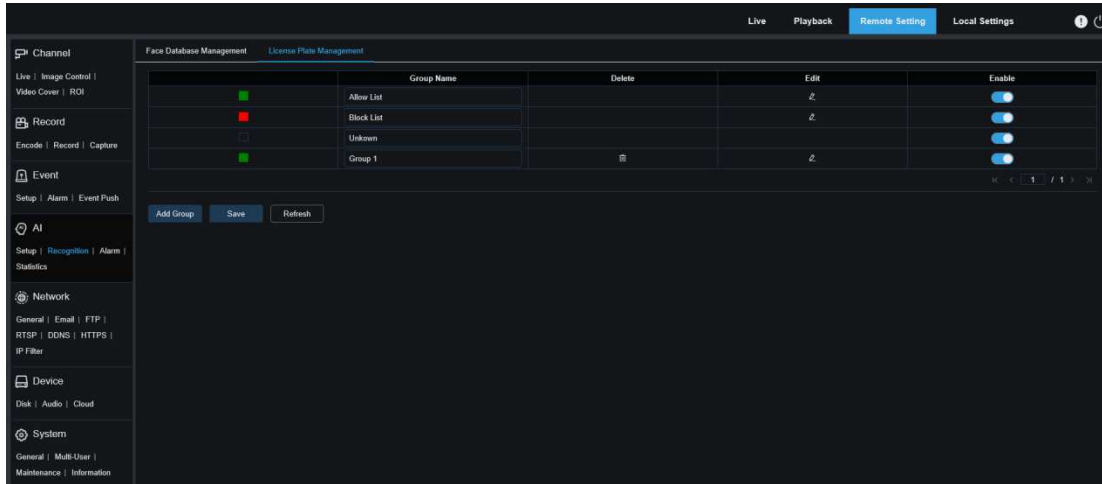 Live Playback Remote Setting Local Settings
Channel
Live | Image Control |
Video Cover | ROI
Record
Encode | Record | Capture
Event
Setup | Alarm | Event Push
AI
Setup | Recognition | Alarm |
Statistics
Network
General | Email | FTP |
RTSP | DDNS | HTTPS |
IP Filter
Device
Disk | Audio | Cloud
System
General | Multi-User |
Maintenance | Information
Face Database Management License Plate Management
Group Name Delete Edit Enable
Allow List
Block List
Unkown
Group 1
1 / 1
Add Group Save Refresh